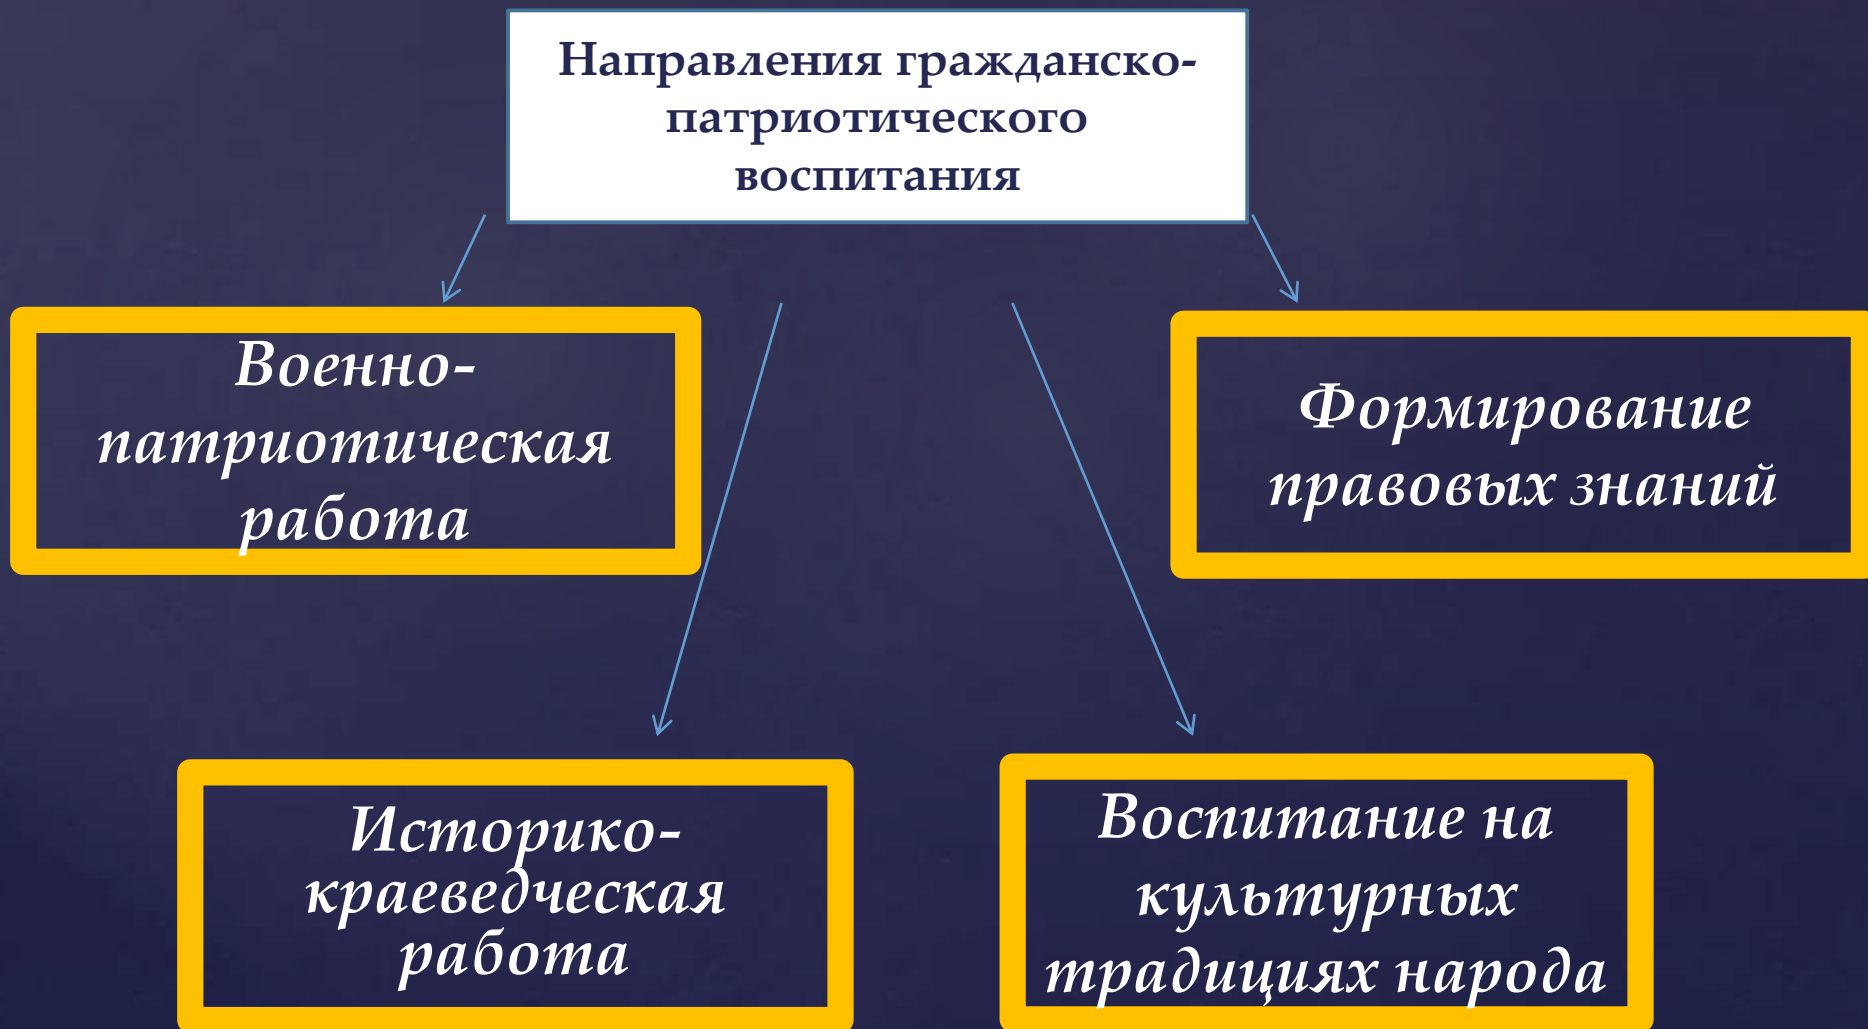 Направления гражданско-
патриотического
воспитания
Военно-
патриотическая
работа
Формирование
правовых знаний
Историко-
краеведческая
работа
Воспитание на
культурных
традициях народа